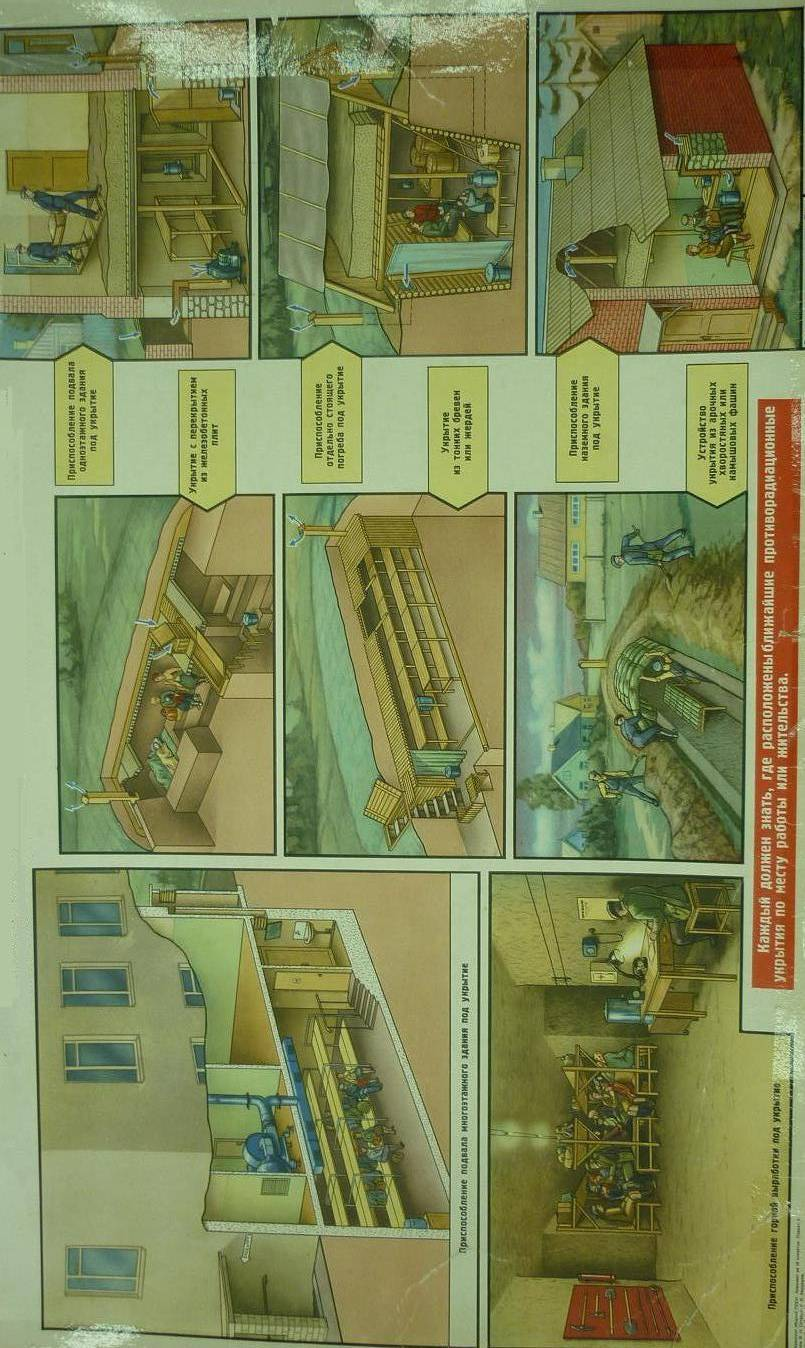 Приспособление подвала многоэтажного здания под укрытие
Укрытие с перекрытием
из железобетонных
плит
Приспособление подвала
одноэтажного здания
под укрытие
Укрытие
из тонких бревен
или жердей
Приспособление
отдельно стоящего
погреба под укрытие
Приспособление горной выработки под укрытие
Устройство
укрытия из арочных
хворостяных или
камышовых фашин
Приспособление
наземного здания
под укрытие
Каждый должен знать, где расположены ближайшие противорадиационные
укрытия по месту работы или жительства.